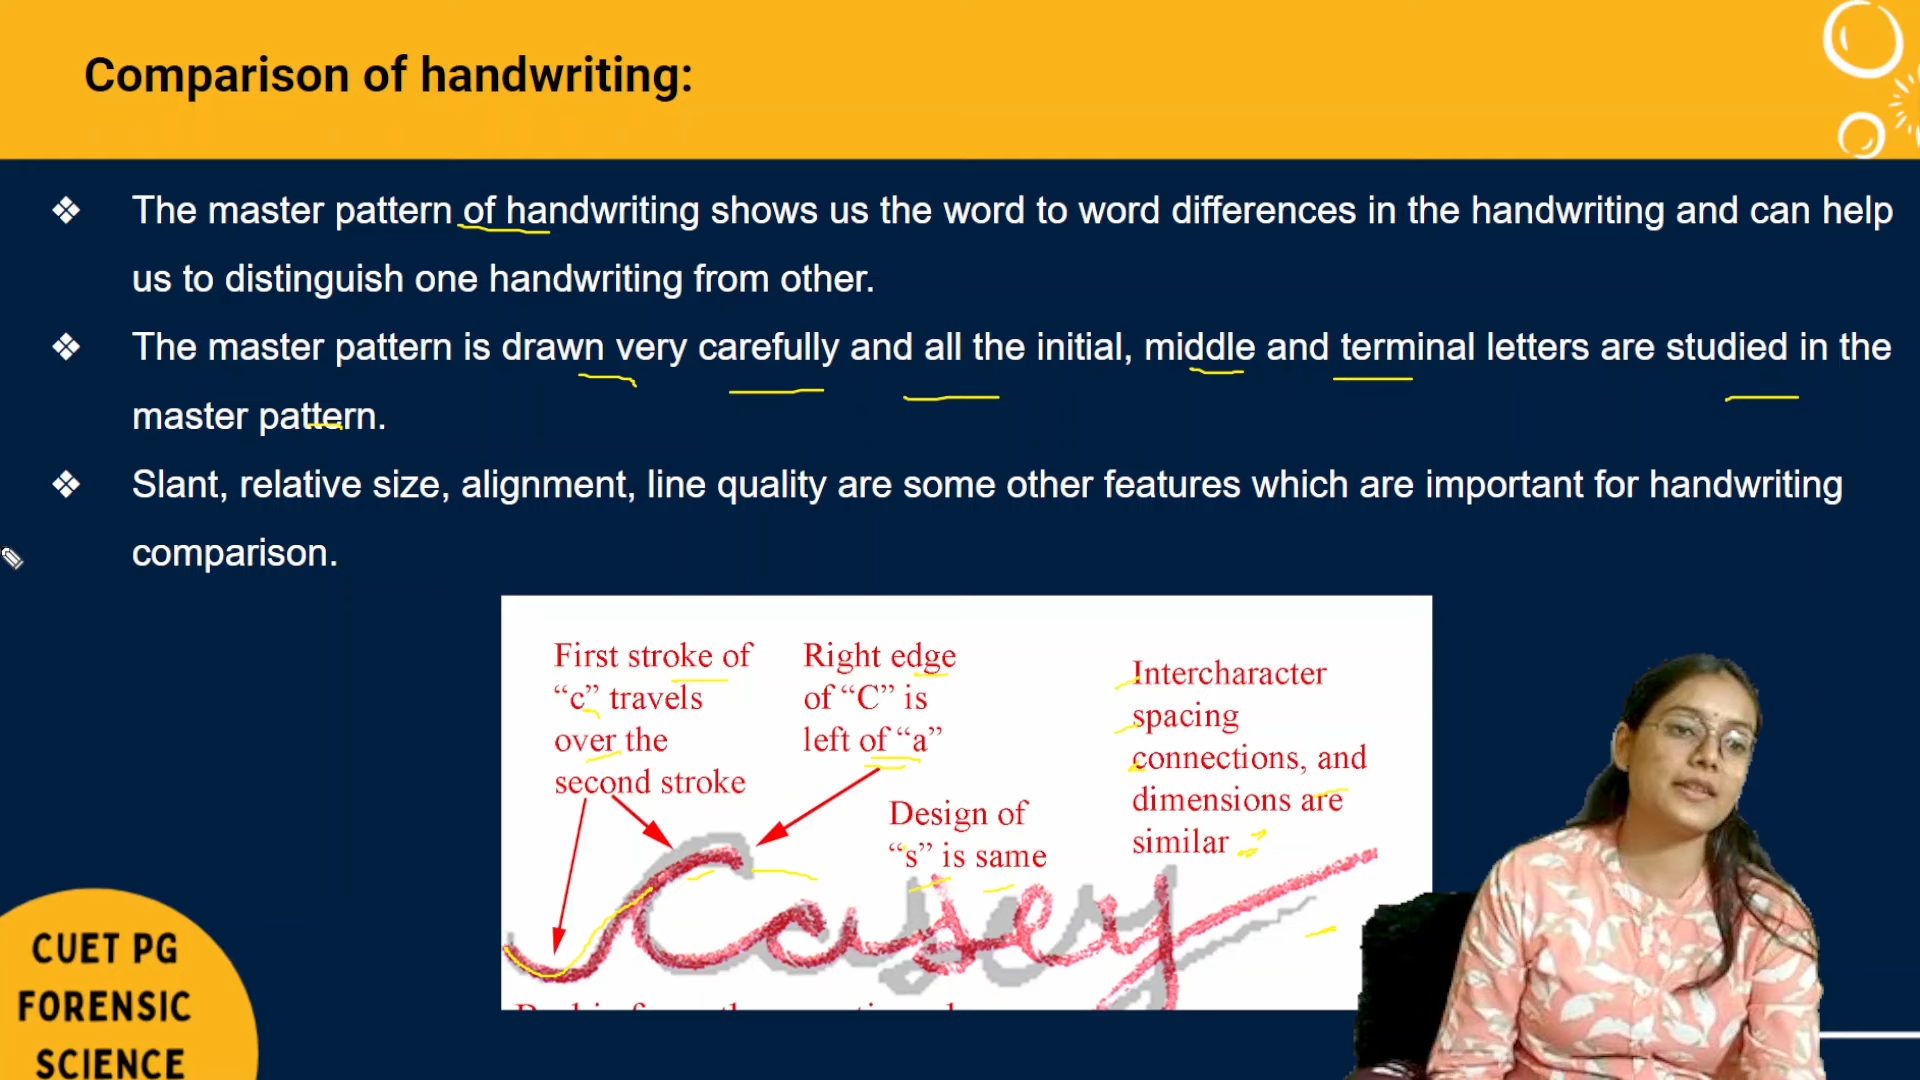 Comparison of handwriting:
❖ The master pattern of handwriting shows us the word to word differences in the handwriting and can help
us to distinguish one handwriting from other.
❖ The master pattern is drawn very carefully and all the initial, middle and terminal letters are studied in the
master pattern.
❖ Slant, relative size, alignment, line quality are some other features which are important for handwriting
comparison.
First stroke of
“c” travels
over the
second stroke
Right edge
of “C” is
left of “a”
Design of
“s” is same
Intercharacter
spacing
connections, and
dimensions are
similar
Casey
CUET PG
FORENSIC
SCIENCE